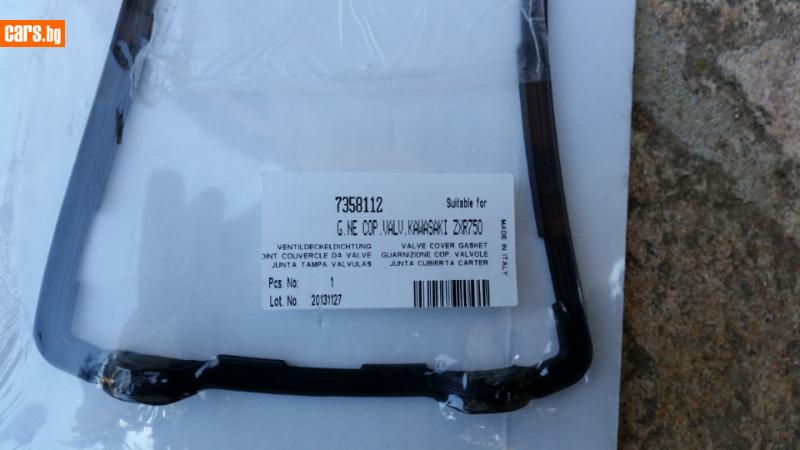 cars.bg
7358112 Suitable for
G.NE COP.VALV.KAWASAKI ZXR750
VENTILDECKELDICHTUNG VALVE COVER GASKET
OINT COUVERCLE DA VALVE GUARNIZIONE COP. VALVOLE
JUNTA TAMPA VALVULAS JUNTA CUBIERTA CARTER
Pcs. No: 1
Lot. No. 20131127
MADE IN ITALY